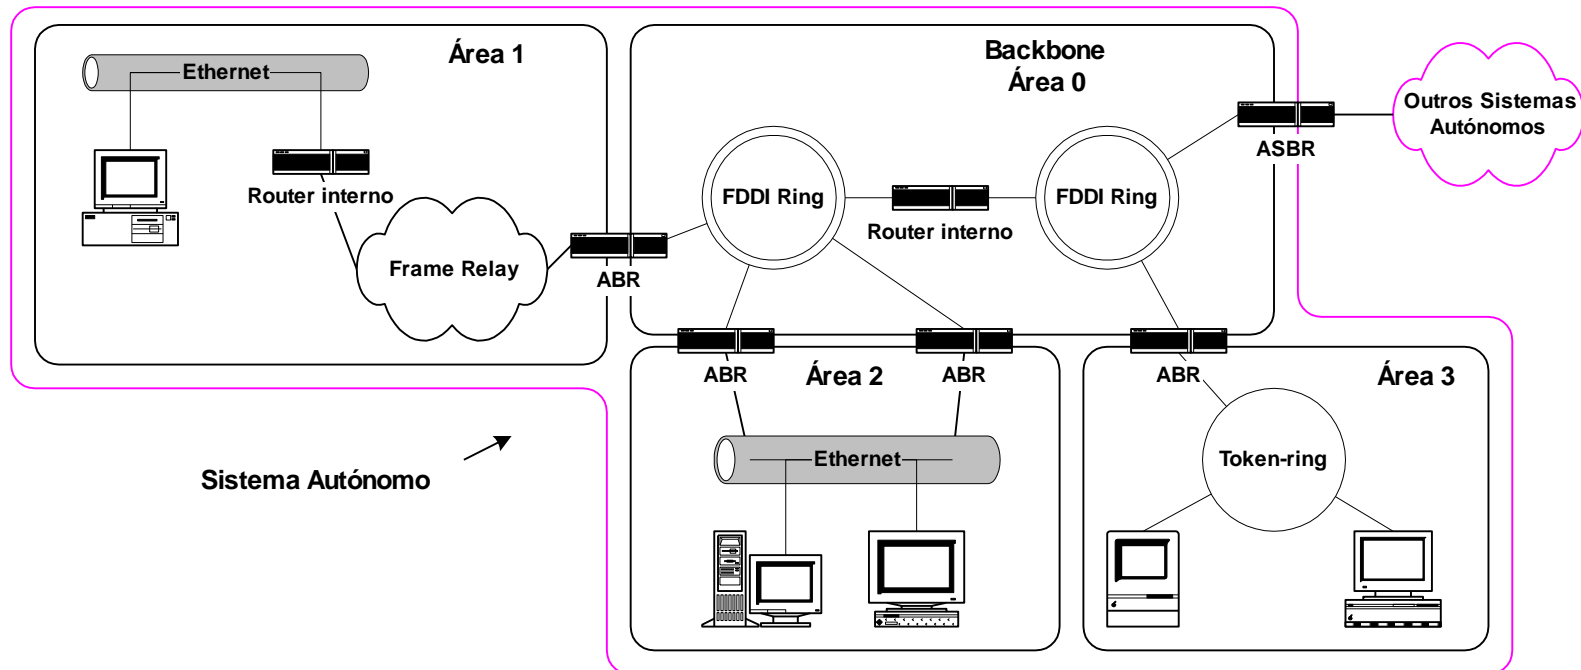 Área 1
Ethernet
Router interno
Frame Relay
ABR
Backbone
Área 0
FDDI Ring
Router interno
FDDI Ring
ASBR
Outros Sistemas
Autónomos
ABR
Área 2
ABR
Ethernet
ABR
Área 3
Token-ring
Sistema Autónomo